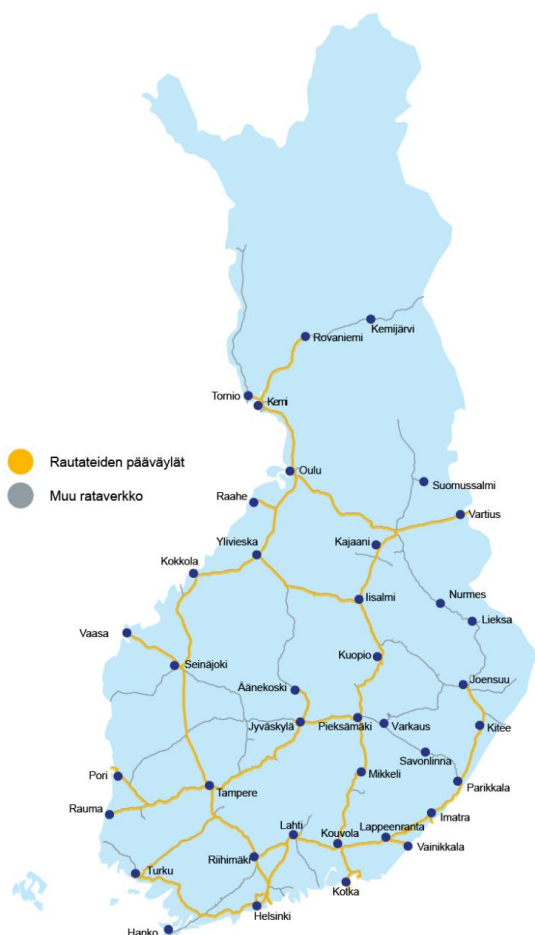 Rovaniemi
Kemijärvi
Tornio
Kemi
Rautateiden pääväylät
Oulu
Suomussalmi
Muu rataverkko
Raahe
Vartius
Ylivieska
Kajaani
Kokkola
Iisalmi
Nurmes
Lieksa
Vaasa
Kuopio
Seinäjoki
Joensuu
Äänekoski
Jyväskylä
Pieksämäki
Varkaus
Kitee
Savonlinna
Pori
Mikkeli
Parikkala
Tampere
Rauma
Imatra
Lahti
Lappeenranta
Kouvola
Vainikkala
Riihimäki
Turku
Kotka
Helsinki
Hanko